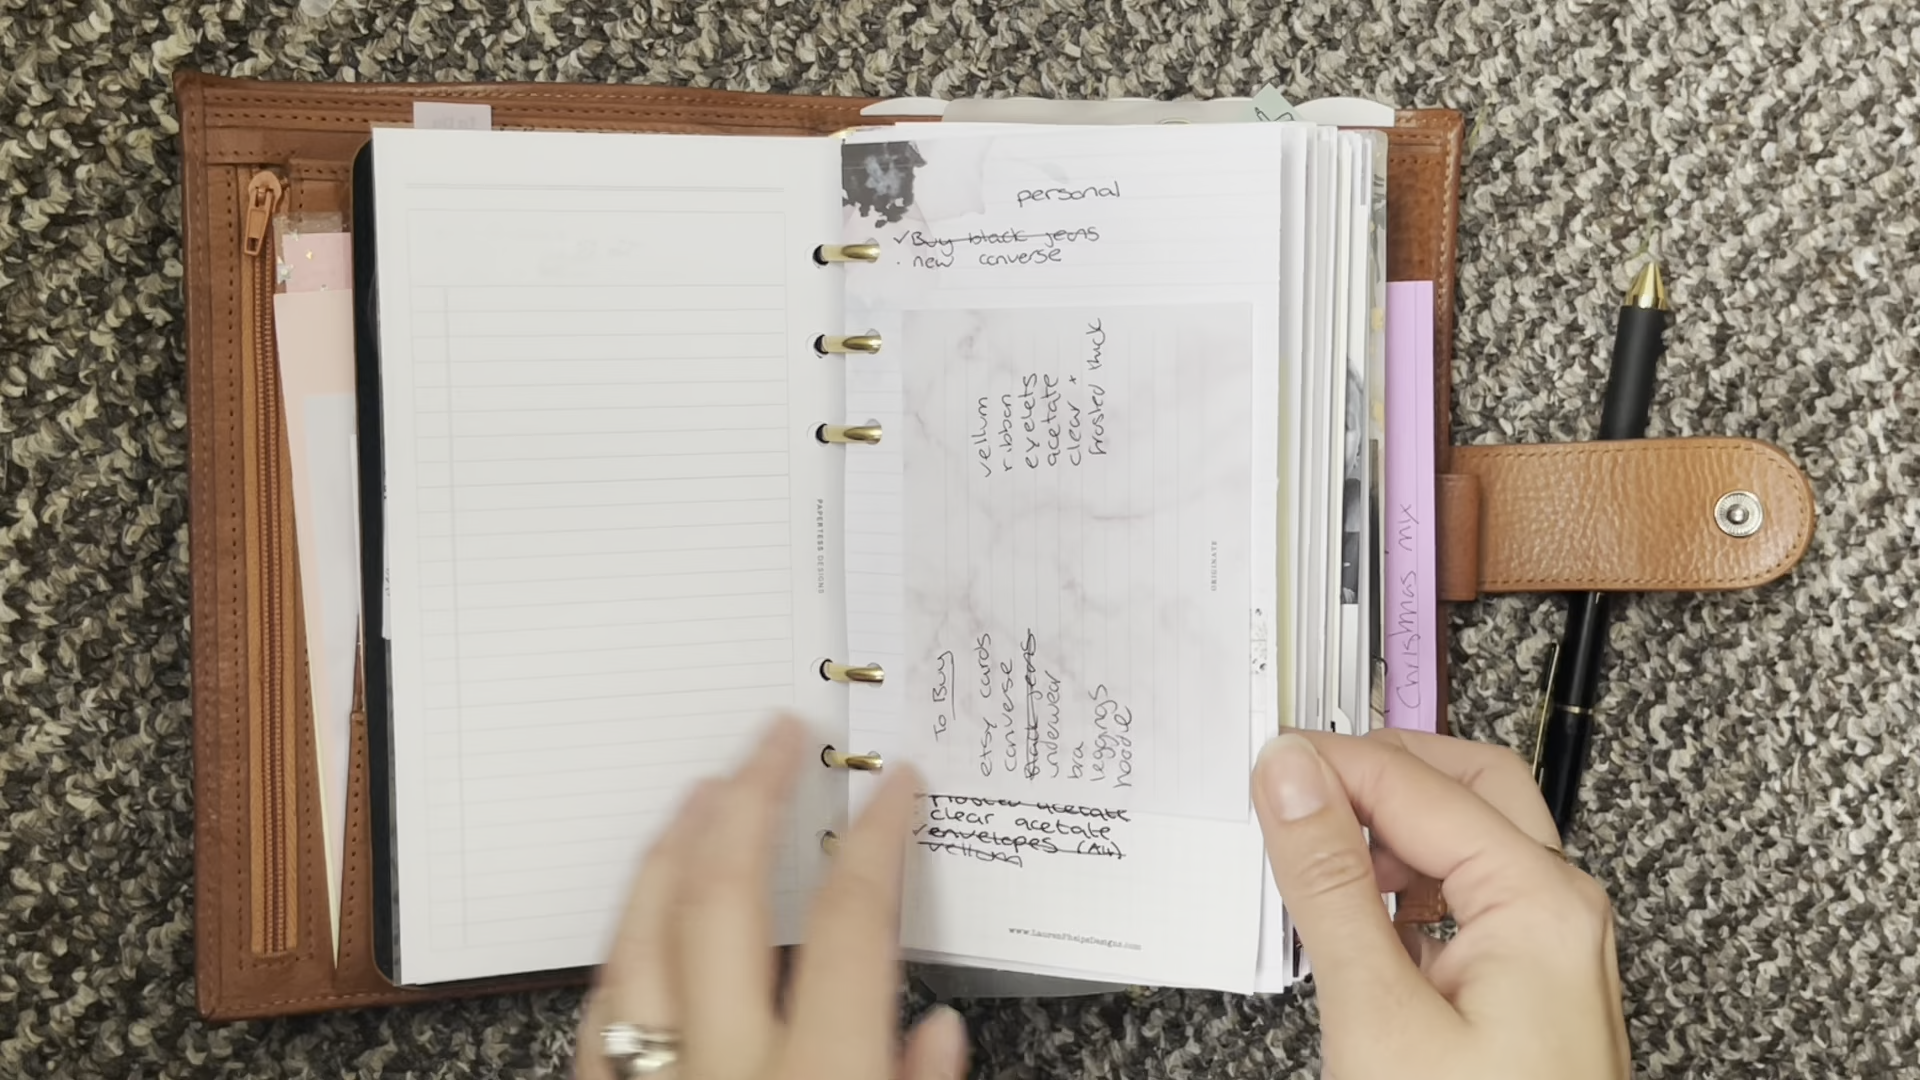 personal
✓ Buy black jeans
· new converse
vellum
ribbon
eyelets
acetate
clear +
frosted thick
ORIGINATE
To Buy
etsy cards
converse
Black jeans
underwear
bra
leggings
hoodie
acetate
clear acetate
✓ envelopes (A4)
vellum
www.LaurenPhelpsDesigns.com
PAPERTESS DESIGNS
Christmas mix